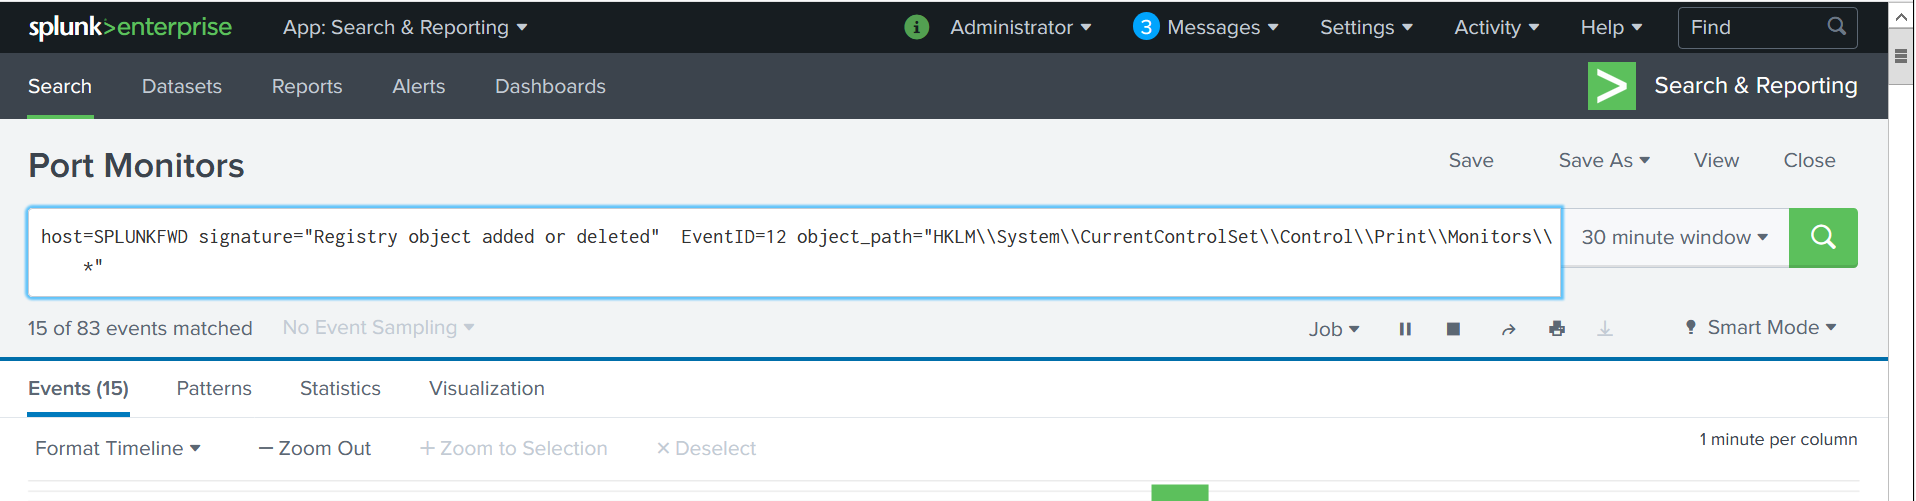 splunk>enterprise App: Search & Reporting i Administrator 3 Messages Settings Activity Help Find
Search Datasets Reports Alerts Dashboards > Search & Reporting
Port Monitors Save Save As View Close
host=SPLUNKFWD signature="Registry object added or deleted"  EventID=12 object_path="HKLM\\System\\CurrentControlSet\\Control\\Print\\Monitors\\
*"
30 minute window
15 of 83 events matched No Event Sampling Job Smart Mode
Events (15) Patterns Statistics Visualization
Format Timeline — Zoom Out + Zoom to Selection × Deselect 1 minute per column